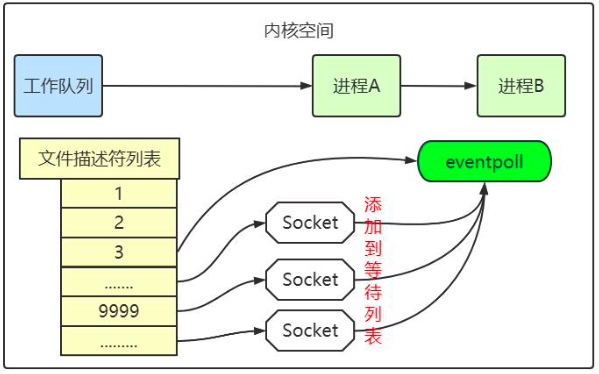 内核空间
工作队列
进程A
进程B
文件描述符列表
1
2
3
.......
9999
.........
eventpoll
Socket
Socket
Socket
添加到等待列表